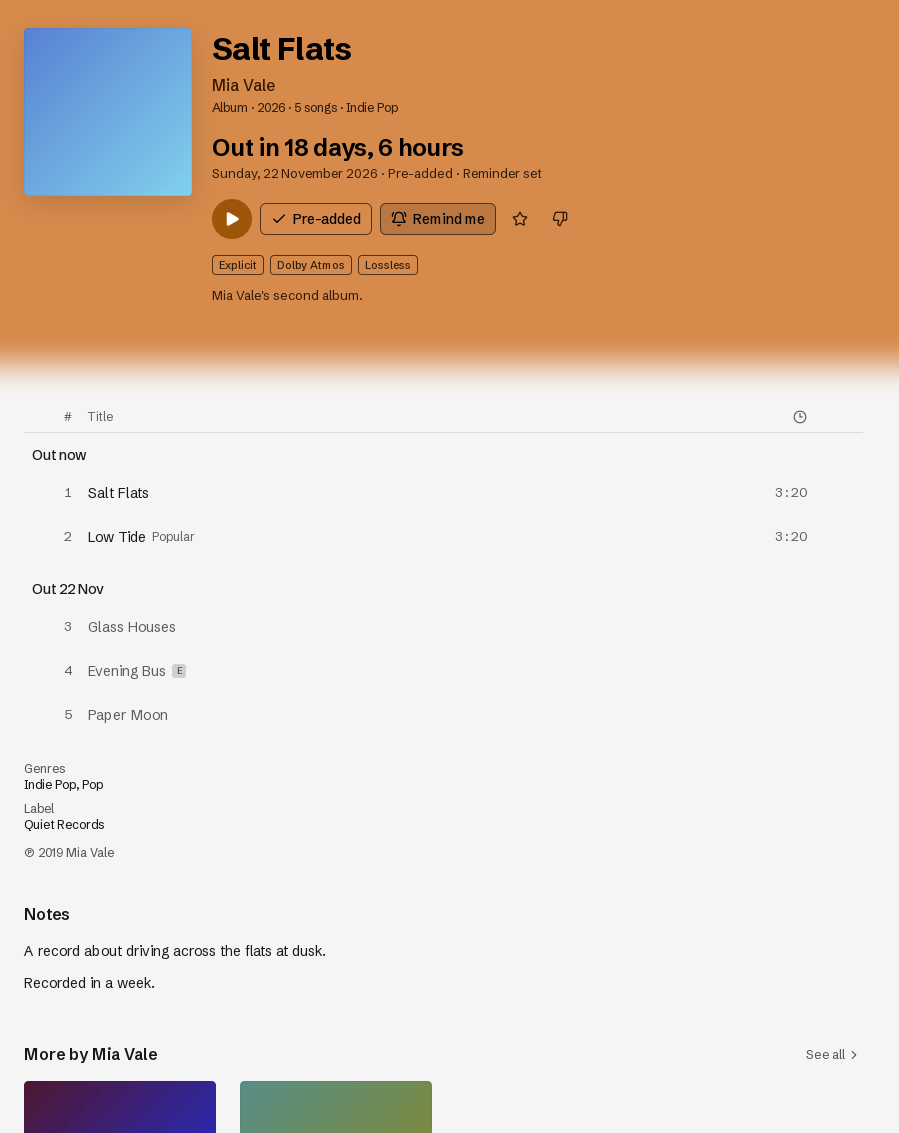 Salt Flats
Mia Vale
Album · 2026 · 5 songs · Indie Pop
Out in 18 days, 6 hours
Sunday, 22 November 2026 · Pre-added · Reminder set
Pre-added
Remind me
Explicit
Dolby Atmos
Lossless
Mia Vale's second album.
# Title
Out now
1 Salt Flats 3:20
2 Low Tide Popular 3:20
Out 22 Nov
3 Glass Houses
4 Evening Bus E
5 Paper Moon
Genres
Indie Pop, Pop
Label
Quiet Records
℗ 2019 Mia Vale
Notes
A record about driving across the flats at dusk.
Recorded in a week.
More by Mia Vale
See all